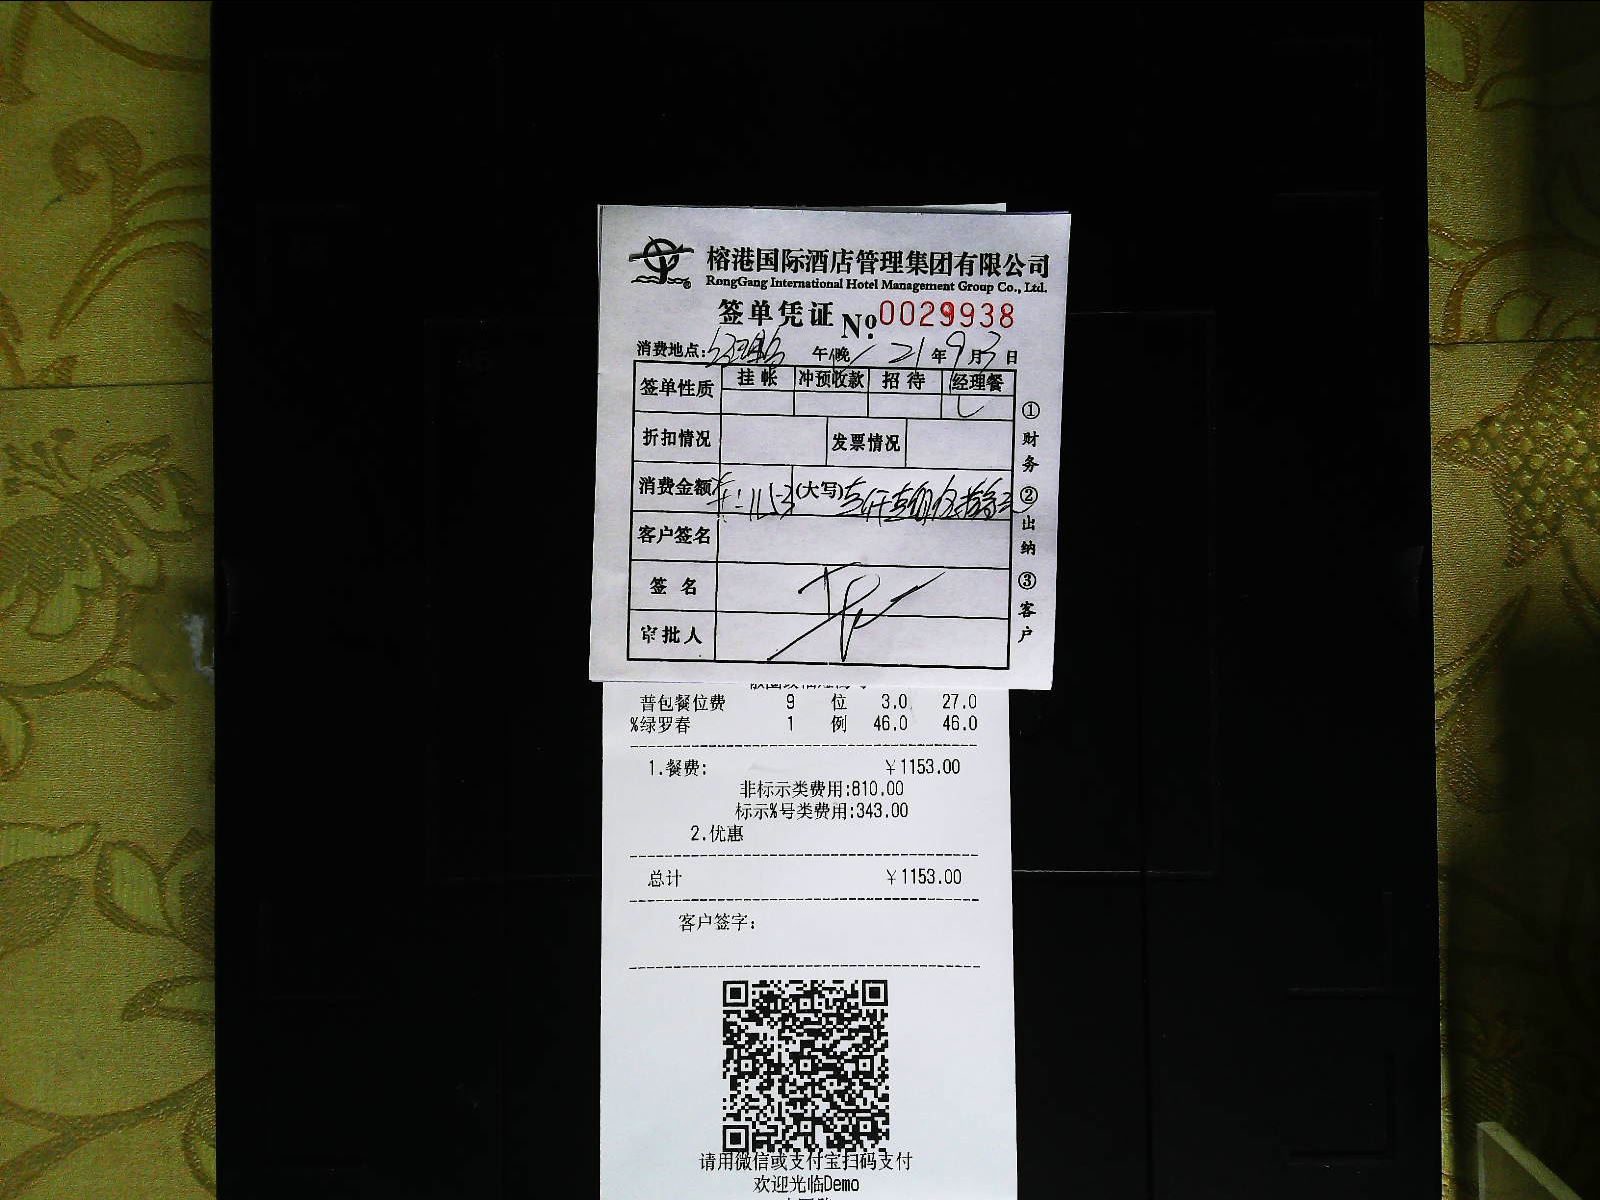 榕港国际酒店管理集团有限公司
RongGang International Hotel Management Group Co., Ltd.
签单凭证 №: 0029938
消费地点: 午/晚 21年9月3日
签单性质 挂帐 冲预收款 招待 经理餐
折扣情况 发票情况
消费金额 1153 (大写)
客户签名
签名
审批人
①财务 ②出纳 ③客户
普包餐位费 9 位 3.0 27.0
%绿罗春 1 例 46.0 46.0
1.餐费: ¥1153.00
非标示类费用:810.00
标示%号类费用:343.00
2.优惠
总计 ¥1153.00
客户签字:
请用微信或支付宝扫码支付
欢迎光临Demo